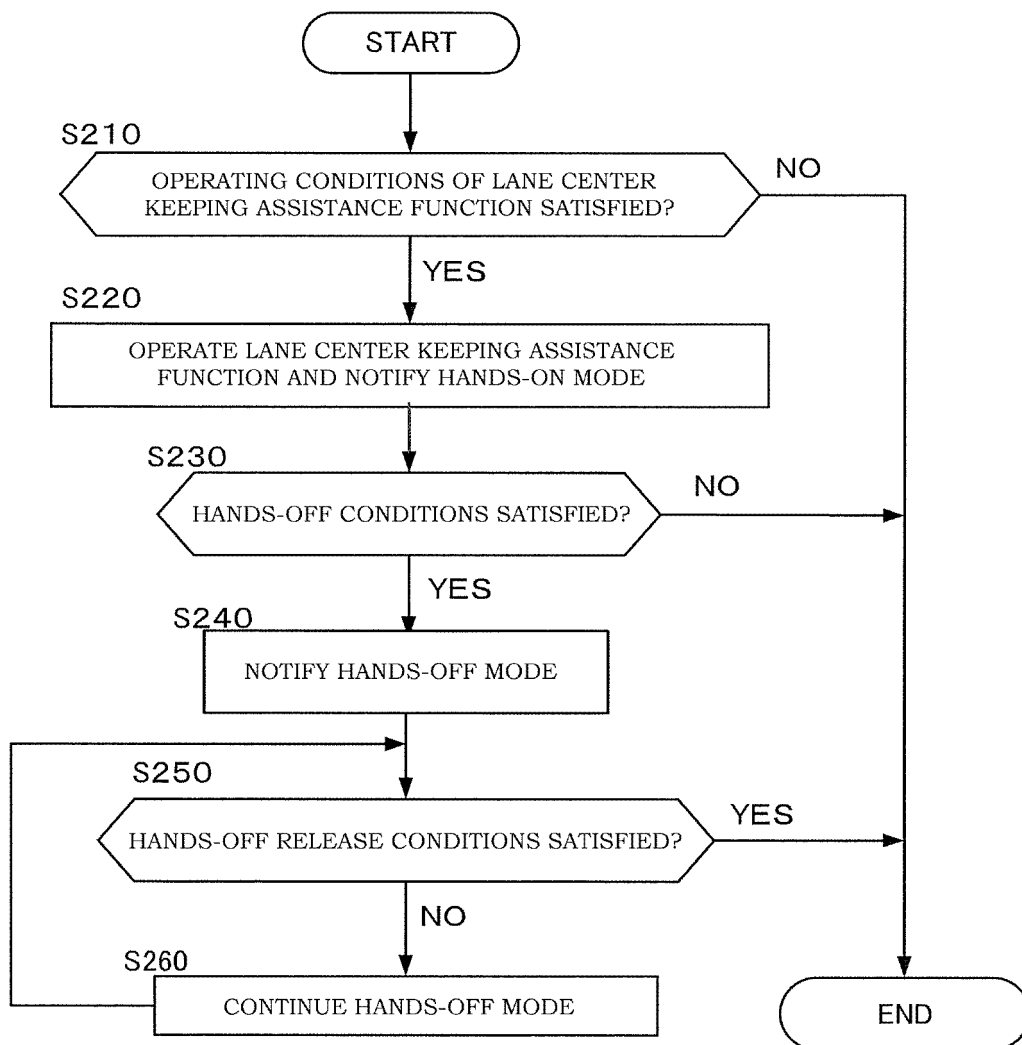 START
S210
OPERATING CONDITIONS OF LANE CENTER
KEEPING ASSISTANCE FUNCTION SATISFIED?
NO
YES
S220
OPERATE LANE CENTER KEEPING ASSISTANCE
FUNCTION AND NOTIFY HANDS-ON MODE
S230
HANDS-OFF CONDITIONS SATISFIED?
NO
YES
S240
NOTIFY HANDS-OFF MODE
S250
HANDS-OFF RELEASE CONDITIONS SATISFIED?
YES
NO
S260
CONTINUE HANDS-OFF MODE
END